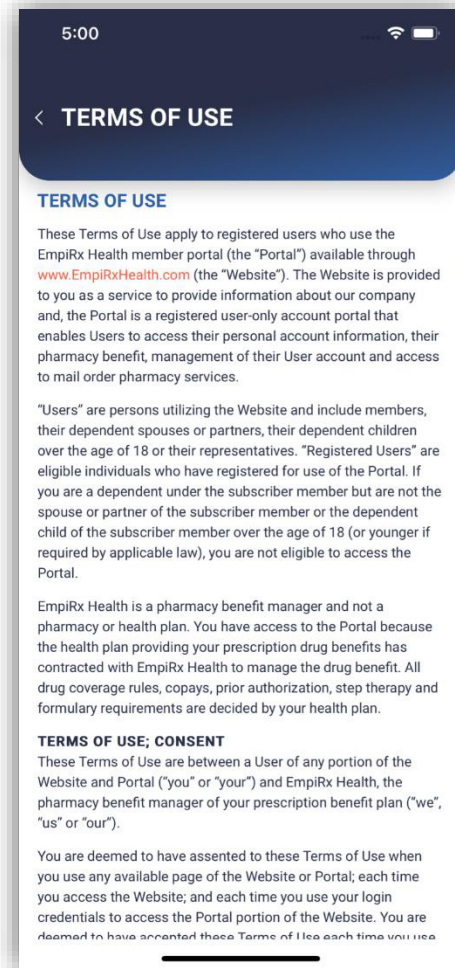 5:00
< TERMS OF USE
TERMS OF USE
These Terms of Use apply to registered users who use the
EmpiRx Health member portal (the “Portal”) available through
www.EmpiRxHealth.com (the “Website”). The Website is provided
to you as a service to provide information about our company
and, the Portal is a registered user-only account portal that
enables Users to access their personal account information, their
pharmacy benefit, management of their User account and access
to mail order pharmacy services.
“Users” are persons utilizing the Website and include members,
their dependent spouses or partners, their dependent children
over the age of 18 or their representatives. “Registered Users” are
eligible individuals who have registered for use of the Portal. If
you are a dependent under the subscriber member but are not the
spouse or partner of the subscriber member or the dependent
child of the subscriber member over the age of 18 (or younger if
required by applicable law), you are not eligible to access the
Portal.
EmpiRx Health is a pharmacy benefit manager and not a
pharmacy or health plan. You have access to the Portal because
the health plan providing your prescription drug benefits has
contracted with EmpiRx Health to manage the drug benefit. All
drug coverage rules, copays, prior authorization, step therapy and
formulary requirements are decided by your health plan.
TERMS OF USE; CONSENT
These Terms of Use are between a User of any portion of the
Website and Portal (“you” or “your”) and EmpiRx Health, the
pharmacy benefit manager of your prescription benefit plan (“we”,
“us” or “our”).
You are deemed to have assented to these Terms of Use when
you use any available page of the Website or Portal; each time
you access the Website; and each time you use your login
credentials to access the Portal portion of the Website. You are
deemed to have accepted these Terms of Use each time you use